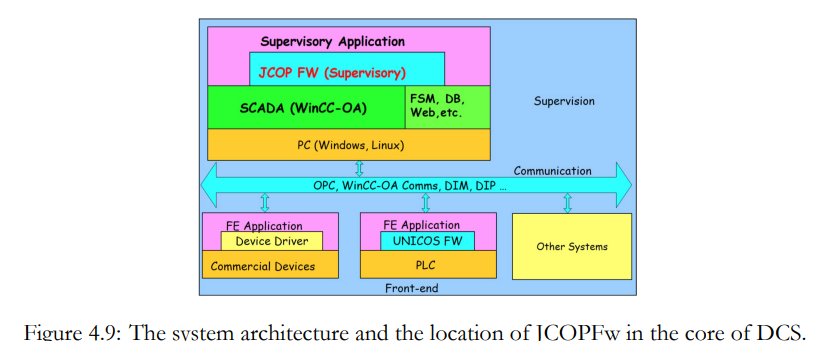 Supervisory Application
JCOP FW (Supervisory)
SCADA (WinCC-OA)
FSM, DB,
Web,etc.
Supervision
PC (Windows, Linux)
Communication
OPC, WinCC-OA Comms, DIM, DIP ...
FE Application
Device Driver
Commercial Devices
FE Application
UNICOS FW
PLC
Other Systems
Front-end
Figure 4.9: The system architecture and the location of JCOPFw in the core of DCS.